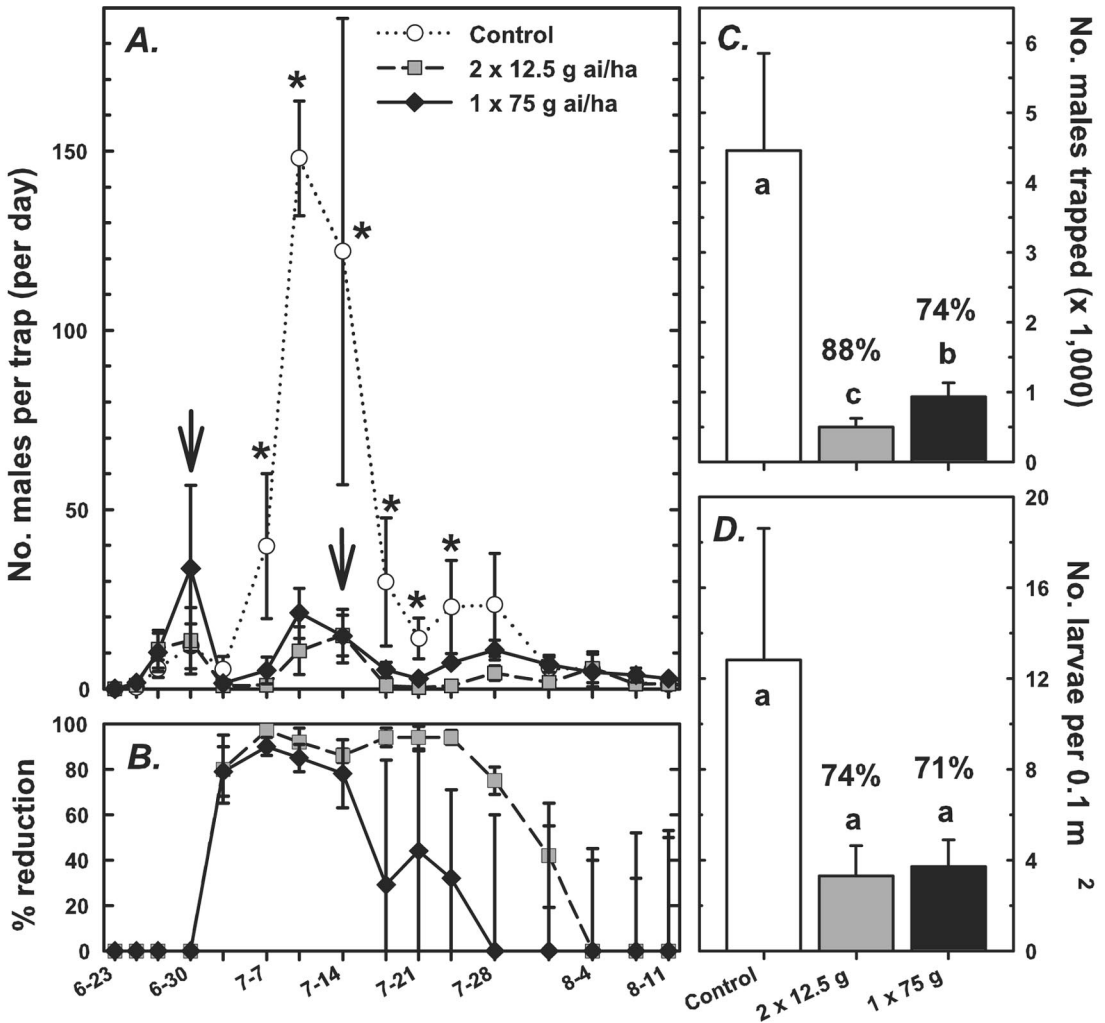 A.
Control
2 x 12.5 g ai/ha
1 x 75 g ai/ha
No. males per trap (per day)
150
100
50
0
*
*
*
*
*
*
B.
% reduction
100
80
60
40
20
0
6-23
6-30
7-7
7-14
7-21
7-28
8-4
8-11
C.
No. males trapped (x 1,000)
6
5
4
3
2
1
0
a
88%
c
74%
b
D.
No. larvae per 0.1 m 2
20
16
12
8
4
0
a
74%
a
71%
a
Control
2 x 12.5 g
1 x 75 g